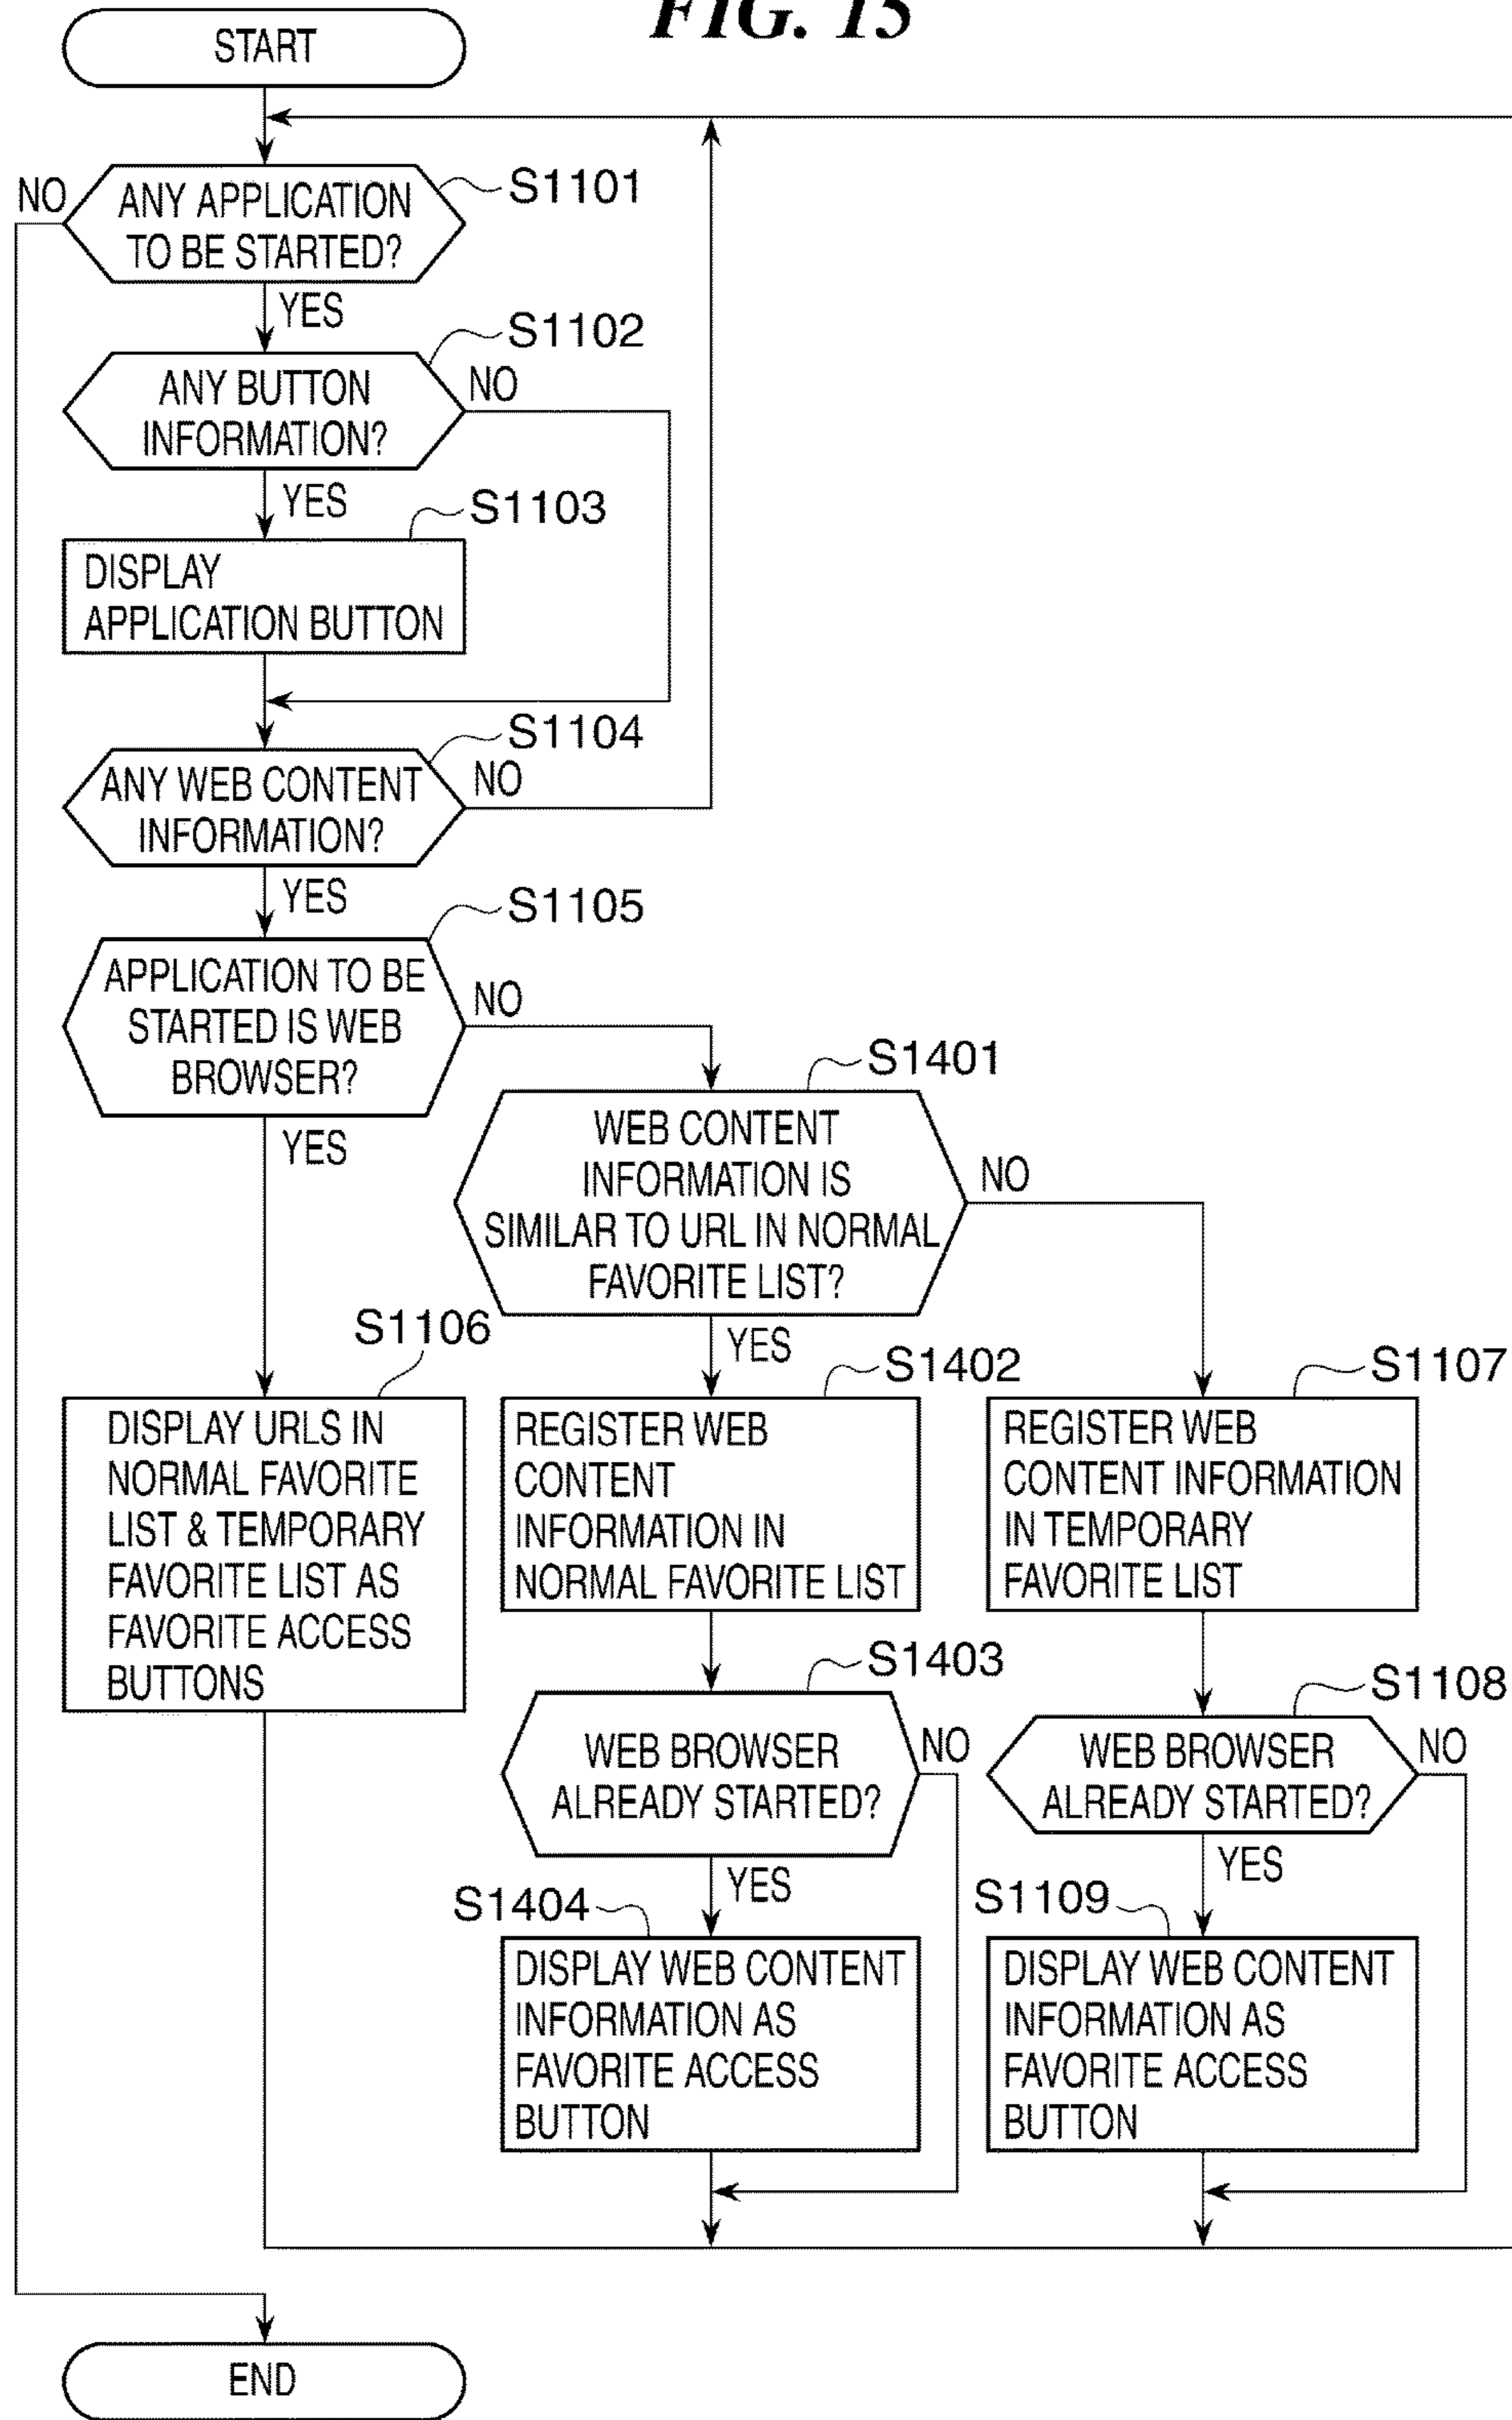 FIG. 15
START
NO
ANY APPLICATION
TO BE STARTED?
S1101
YES
S1102
ANY BUTTON
INFORMATION?
NO
YES
S1103
DISPLAY
APPLICATION BUTTON
S1104
ANY WEB CONTENT
INFORMATION?
NO
YES
S1105
APPLICATION TO BE
STARTED IS WEB
BROWSER?
NO
YES
S1401
WEB CONTENT
INFORMATION IS
SIMILAR TO URL IN NORMAL
FAVORITE LIST?
NO
YES
S1106
DISPLAY URLS IN
NORMAL FAVORITE
LIST & TEMPORARY
FAVORITE LIST AS
FAVORITE ACCESS
BUTTONS
S1402
REGISTER WEB
CONTENT
INFORMATION IN
NORMAL FAVORITE LIST
S1107
REGISTER WEB
CONTENT INFORMATION
IN TEMPORARY
FAVORITE LIST
S1403
WEB BROWSER
ALREADY STARTED?
NO
YES
S1108
WEB BROWSER
ALREADY STARTED?
NO
YES
S1404
DISPLAY WEB CONTENT
INFORMATION AS
FAVORITE ACCESS
BUTTON
S1109
DISPLAY WEB CONTENT
INFORMATION AS
FAVORITE ACCESS
BUTTON
END